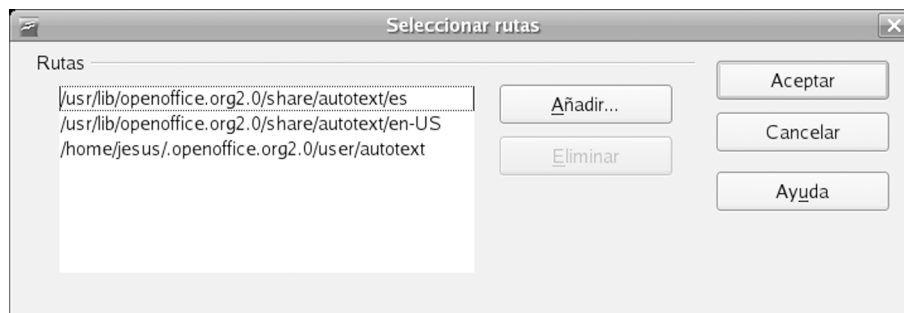 Seleccionar rutas
Rutas
/usr/lib/openoffice.org2.0/share/autotext/es
/usr/lib/openoffice.org2.0/share/autotext/en-US
/home/jesus/.openoffice.org2.0/user/autotext
Añadir...
Eliminar
Aceptar
Cancelar
Ayuda